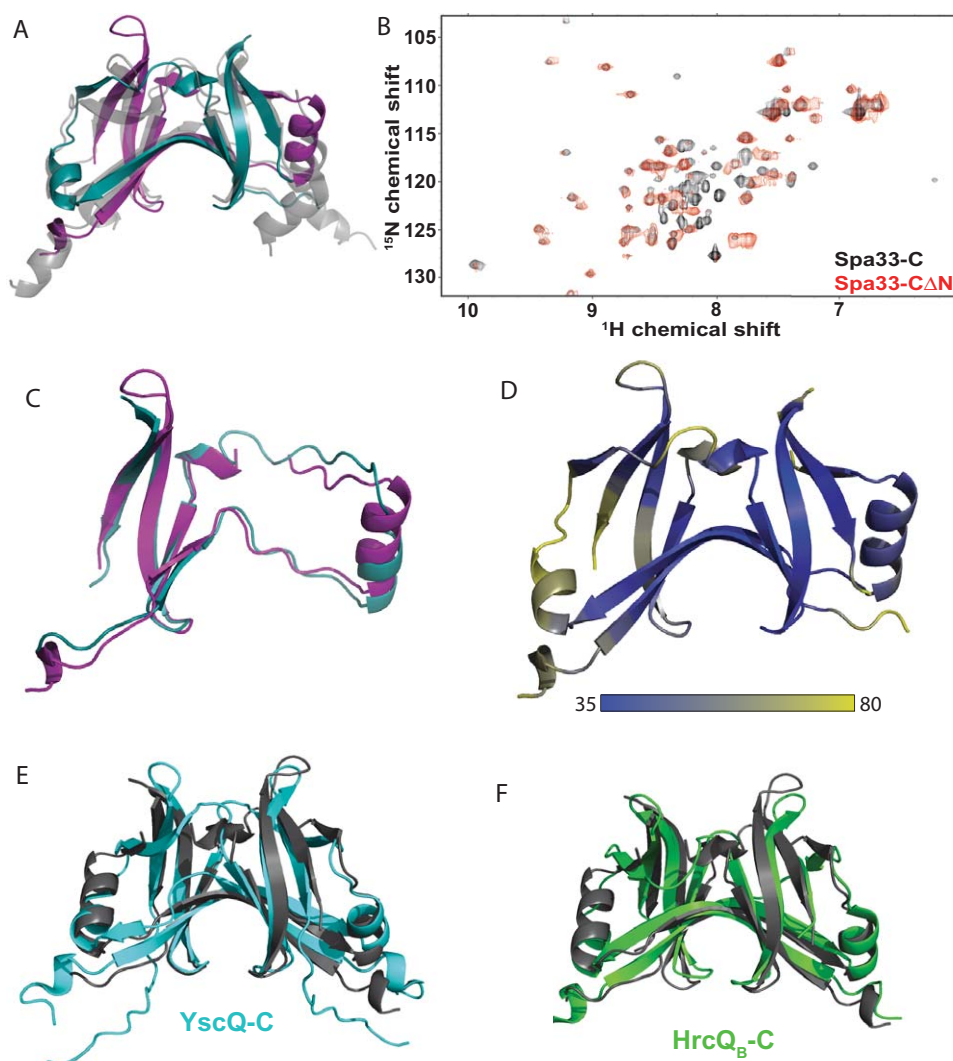 A
B
105
110
115
120
125
130
¹⁵N chemical shift
10
9
8
7
¹H chemical shift
Spa33-C
Spa33-CΔN
C
D
35
80
E
YscQ-C
F
HrcQ_B-C